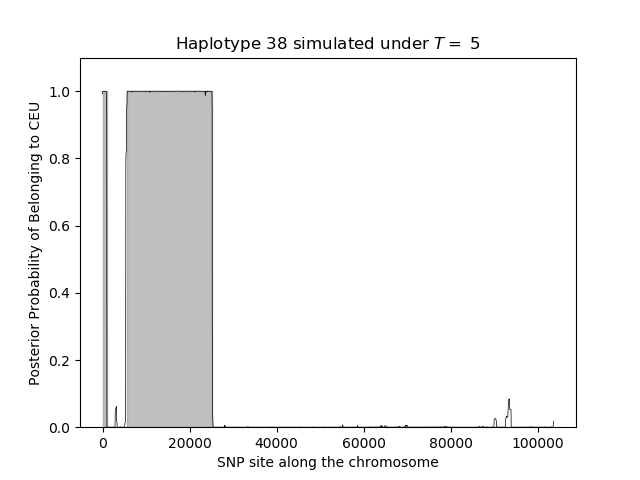 Haplotype 38 simulated under T = 5
Posterior Probability of Belonging to CEU
1.0
0.8
0.6
0.4
0.2
0.0
0 20000 40000 60000 80000 100000
SNP site along the chromosome